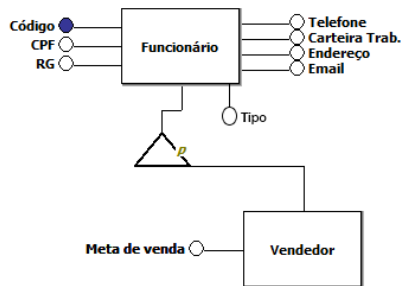 Código
CPF
RG
Funcionário
Telefone
Carteira Trab.
Endereço
Email
Tipo
p
Meta de venda
Vendedor